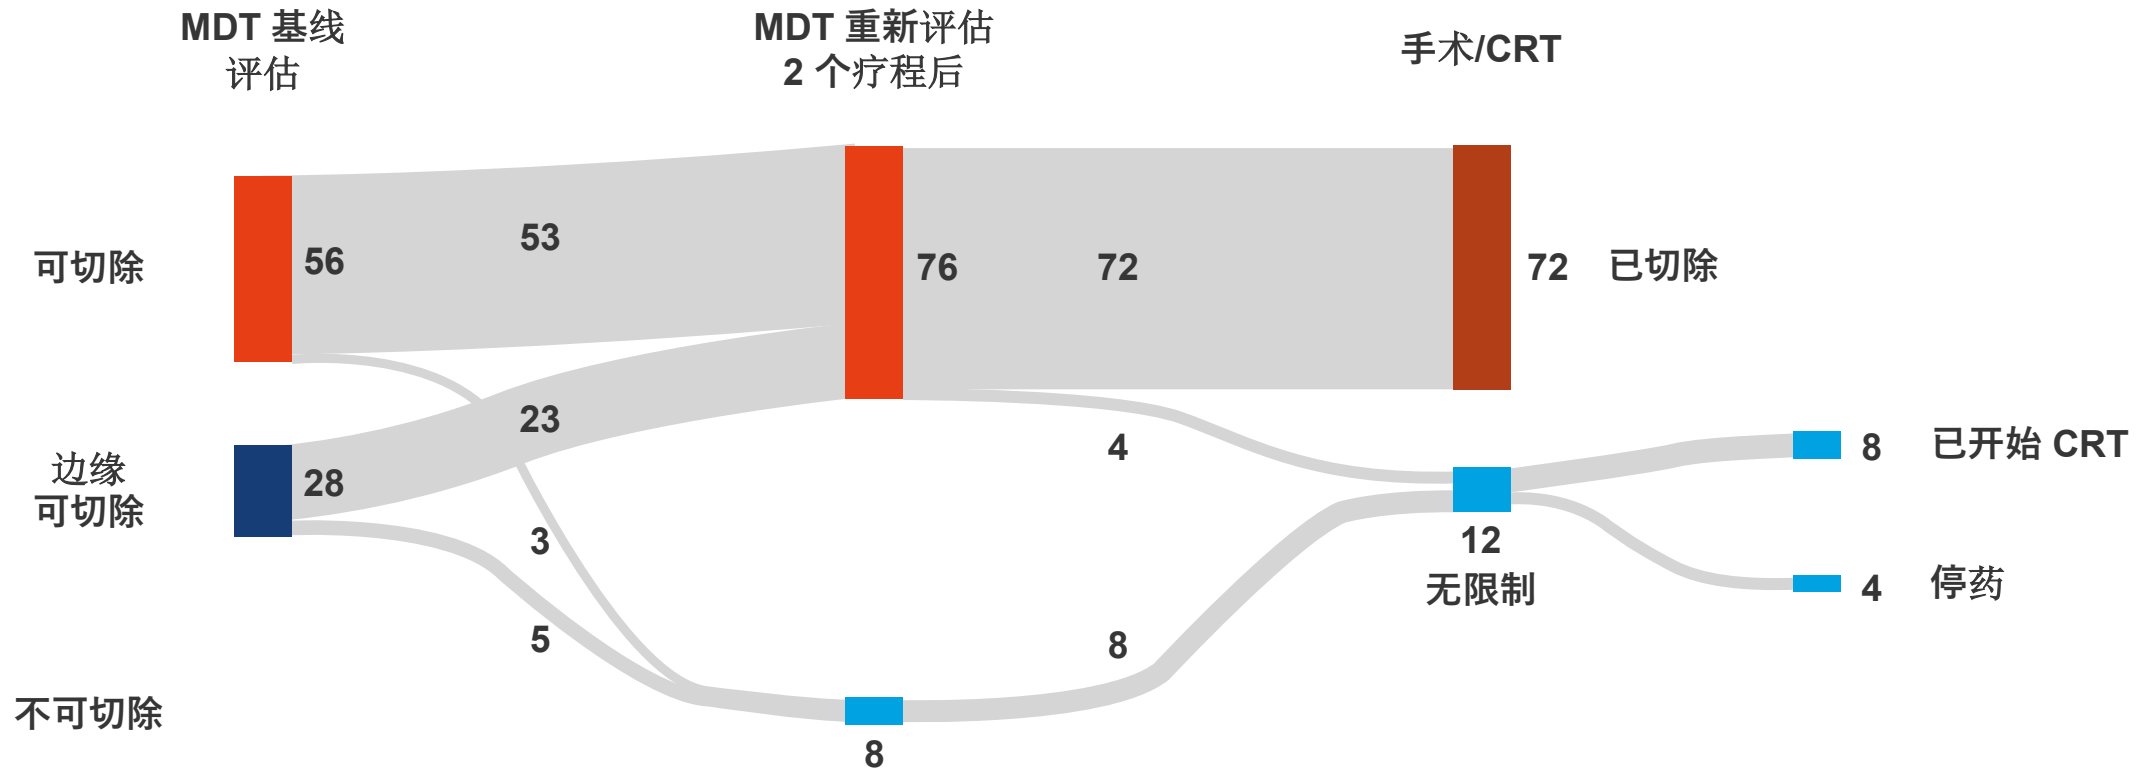 MDT 基线
评估
MDT 重新评估
2 个疗程后
手术/CRT
可切除
56
53
76
72
72
已切除
边缘
可切除
28
23
4
8
已开始 CRT
3
12
无限制
4
停药
5
8
不可切除
8